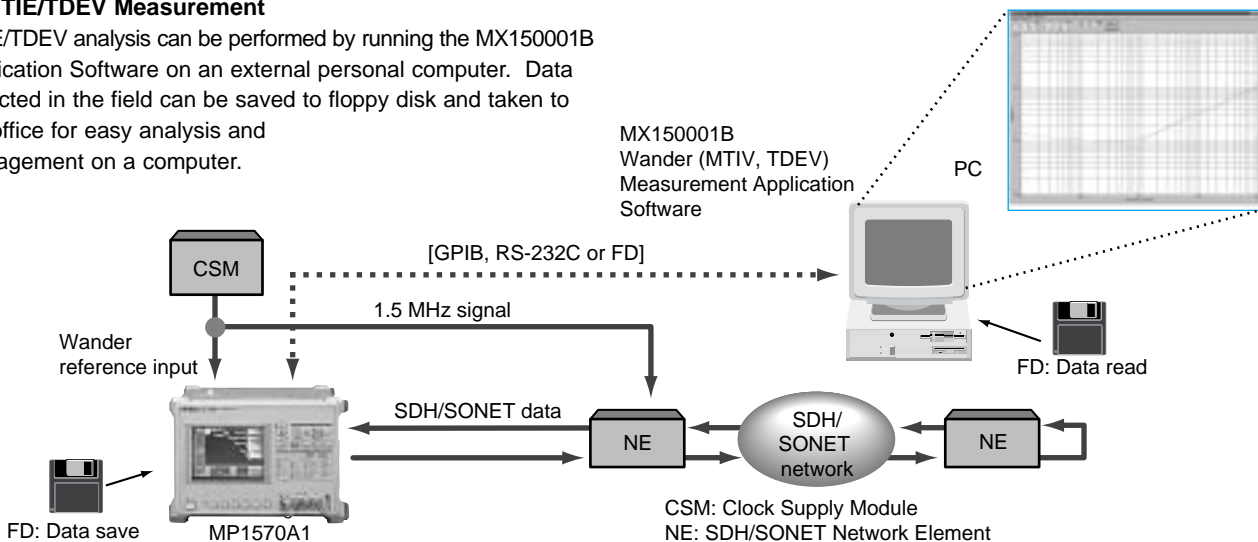 TIE/TDEV Measurement
E/TDEV analysis can be performed by running the MX150001B
ication Software on an external personal computer. Data
cted in the field can be saved to floppy disk and taken to
office for easy analysis and
agement on a computer.
MX150001B
Wander (MTIV, TDEV)
Measurement Application
Software
PC
CSM
[GPIB, RS-232C or FD]
1.5 MHz signal
Wander
reference input
FD: Data read
SDH/SONET data
NE
SDH/
SONET
network
NE
FD: Data save
MP1570A1
CSM: Clock Supply Module
NE: SDH/SONET Network Element